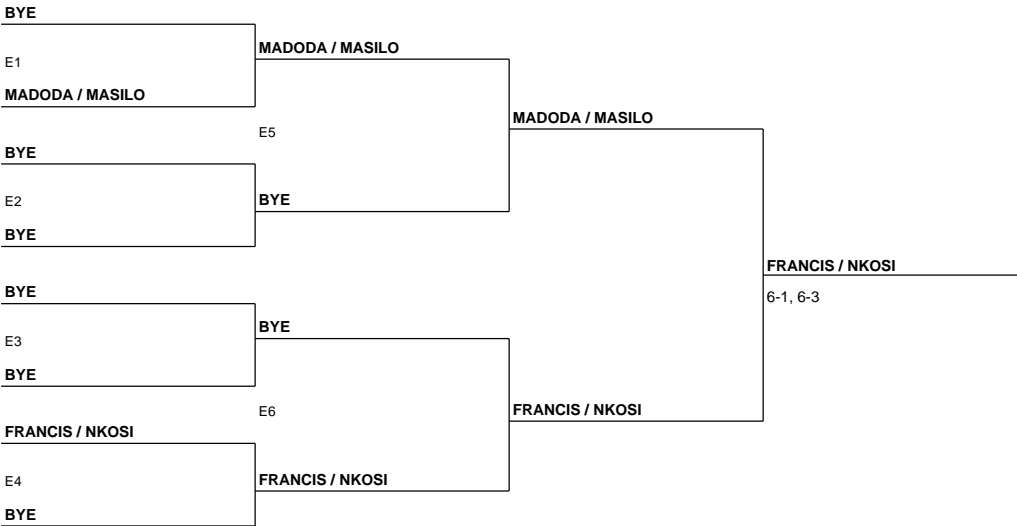 BYE
E1
MADODA / MASILO
BYE
E2
BYE
BYE
E3
BYE
FRANCIS / NKOSI
E4
BYE
MADODA / MASILO
E5
BYE
BYE
E6
FRANCIS / NKOSI
MADODA / MASILO
FRANCIS / NKOSI
FRANCIS / NKOSI
6-1, 6-3